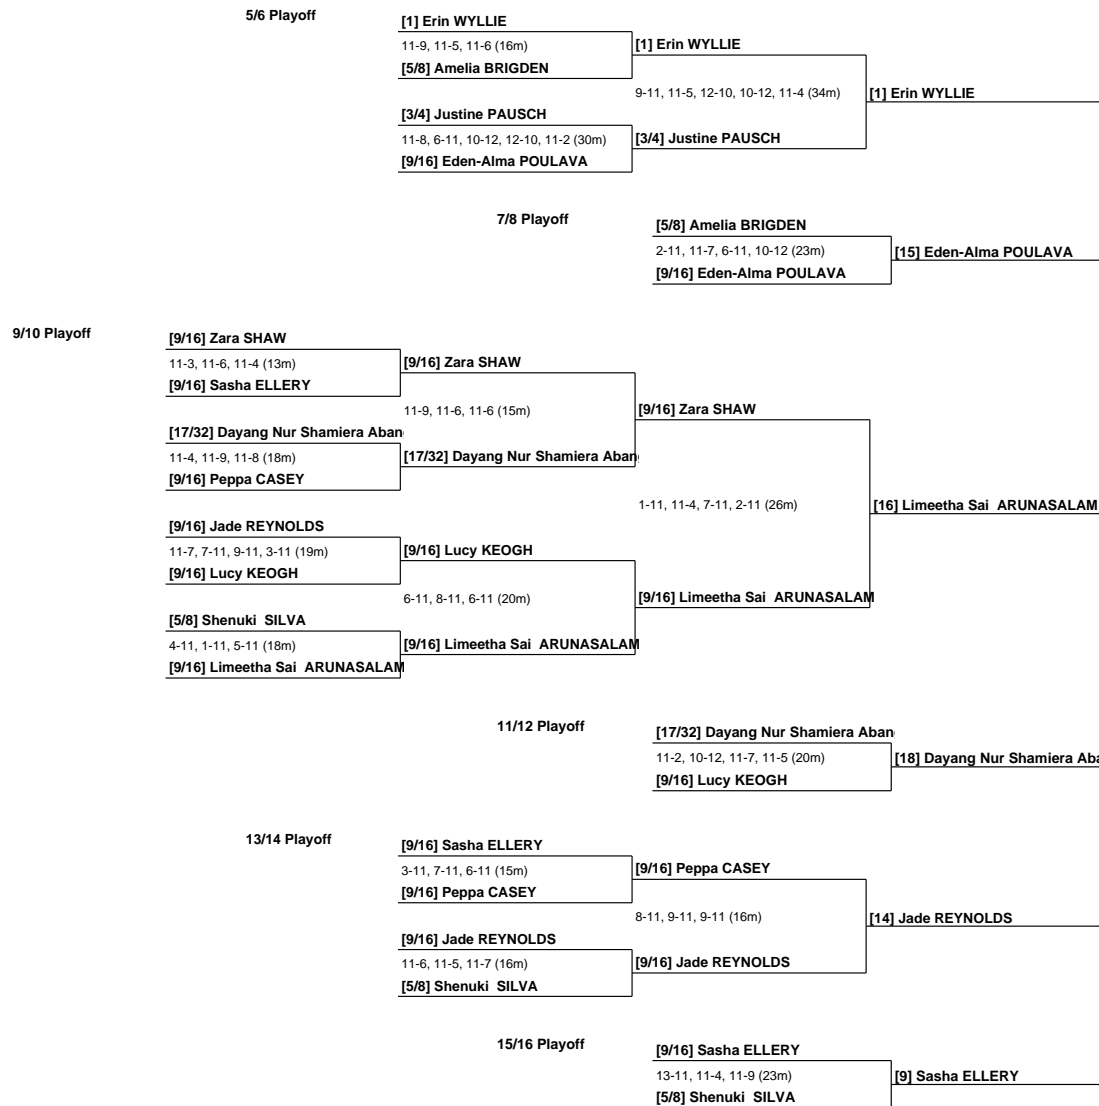 5/6 Playoff
[1] Erin WYLLIE
11-9, 11-5, 11-6 (16m)
[5/8] Amelia BRIGDEN
[1] Erin WYLLIE
9-11, 11-5, 12-10, 10-12, 11-4 (34m)
[1] Erin WYLLIE
[3/4] Justine PAUSCH
11-8, 6-11, 10-12, 12-10, 11-2 (30m)
[9/16] Eden-Alma POULAVA
[3/4] Justine PAUSCH
7/8 Playoff
[5/8] Amelia BRIGDEN
2-11, 11-7, 6-11, 10-12 (23m)
[9/16] Eden-Alma POULAVA
[15] Eden-Alma POULAVA
9/10 Playoff
[9/16] Zara SHAW
11-3, 11-6, 11-4 (13m)
[9/16] Sasha ELLERY
[9/16] Zara SHAW
11-9, 11-6, 11-6 (15m)
[9/16] Zara SHAW
[17/32] Dayang Nur Shamiera Aban
11-4, 11-9, 11-8 (18m)
[9/16] Peppa CASEY
[17/32] Dayang Nur Shamiera Aban
1-11, 11-4, 7-11, 2-11 (26m)
[16] Limeetha Sai ARUNASALAM
[9/16] Jade REYNOLDS
11-7, 7-11, 9-11, 3-11 (19m)
[9/16] Lucy KEOGH
[9/16] Lucy KEOGH
6-11, 8-11, 6-11 (20m)
[9/16] Limeetha Sai ARUNASALAM
[5/8] Shenuki SILVA
4-11, 1-11, 5-11 (18m)
[9/16] Limeetha Sai ARUNASALAM
[9/16] Limeetha Sai ARUNASALAM
11/12 Playoff
[17/32] Dayang Nur Shamiera Aban
11-2, 10-12, 11-7, 11-5 (20m)
[9/16] Lucy KEOGH
[18] Dayang Nur Shamiera Aba
13/14 Playoff
[9/16] Sasha ELLERY
3-11, 7-11, 6-11 (15m)
[9/16] Peppa CASEY
[9/16] Peppa CASEY
8-11, 9-11, 9-11 (16m)
[14] Jade REYNOLDS
[9/16] Jade REYNOLDS
11-6, 11-5, 11-7 (16m)
[5/8] Shenuki SILVA
[9/16] Jade REYNOLDS
15/16 Playoff
[9/16] Sasha ELLERY
13-11, 11-4, 11-9 (23m)
[5/8] Shenuki SILVA
[9] Sasha ELLERY